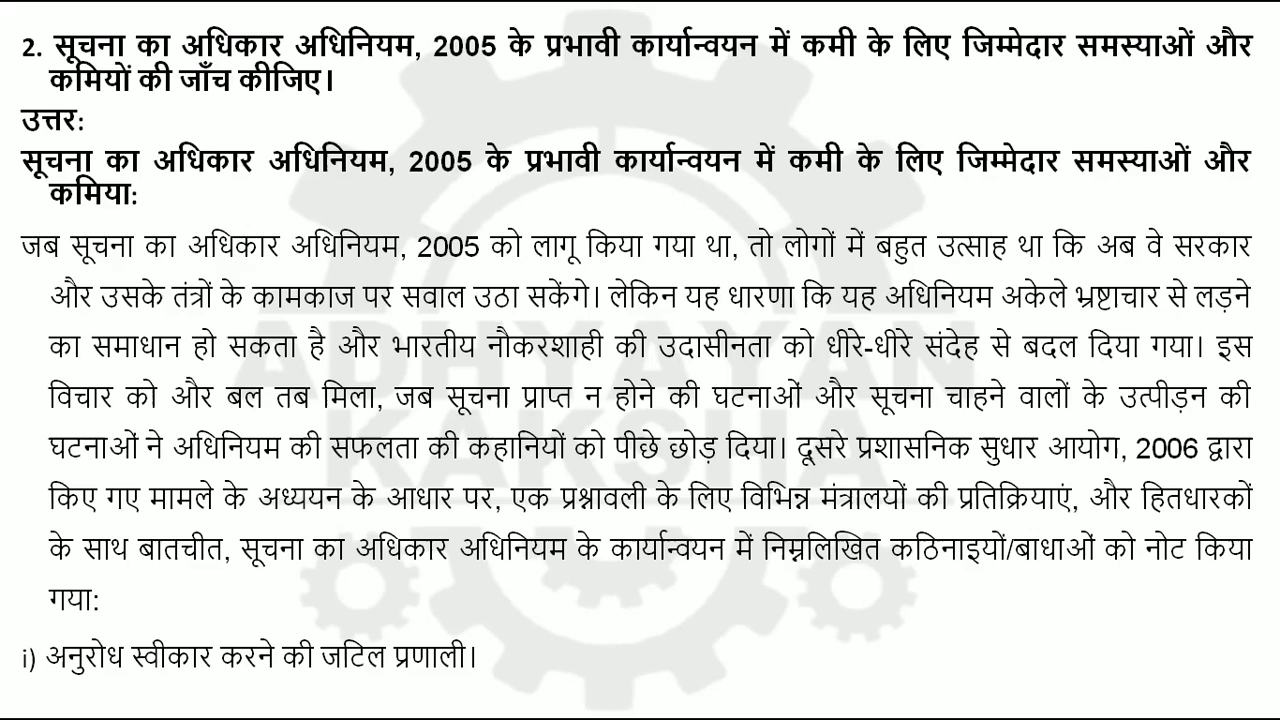 2. सूचना का अधिकार अधिनियम, 2005 के प्रभावी कार्यान्वयन में कमी के लिए जिम्मेदार समस्याओं और
कमियों की जाँच कीजिए।
उत्तर:
सूचना का अधिकार अधिनियम, 2005 के प्रभावी कार्यान्वयन में कमी के लिए जिम्मेदार समस्याओं और
कमिया:
जब सूचना का अधिकार अधिनियम, 2005 को लागू किया गया था, तो लोगों में बहुत उत्साह था कि अब वे सरकार
और उसके तंत्रों के कामकाज पर सवाल उठा सकेंगे। लेकिन यह धारणा कि यह अधिनियम अकेले भ्रष्टाचार से लड़ने
का समाधान हो सकता है और भारतीय नौकरशाही की उदासीनता को धीरे-धीरे संदेह से बदल दिया गया। इस
विचार को और बल तब मिला, जब सूचना प्राप्त न होने की घटनाओं और सूचना चाहने वालों के उत्पीड़न की
घटनाओं ने अधिनियम की सफलता की कहानियों को पीछे छोड़ दिया। दूसरे प्रशासनिक सुधार आयोग, 2006 द्वारा
किए गए मामले के अध्ययन के आधार पर, एक प्रश्नावली के लिए विभिन्न मंत्रालयों की प्रतिक्रियाएं, और हितधारकों
के साथ बातचीत, सूचना का अधिकार अधिनियम के कार्यान्वयन में निम्नलिखित कठिनाइयों/बाधाओं को नोट किया
गया:
i) अनुरोध स्वीकार करने की जटिल प्रणाली।
ADHYAYAN
KAKSHA